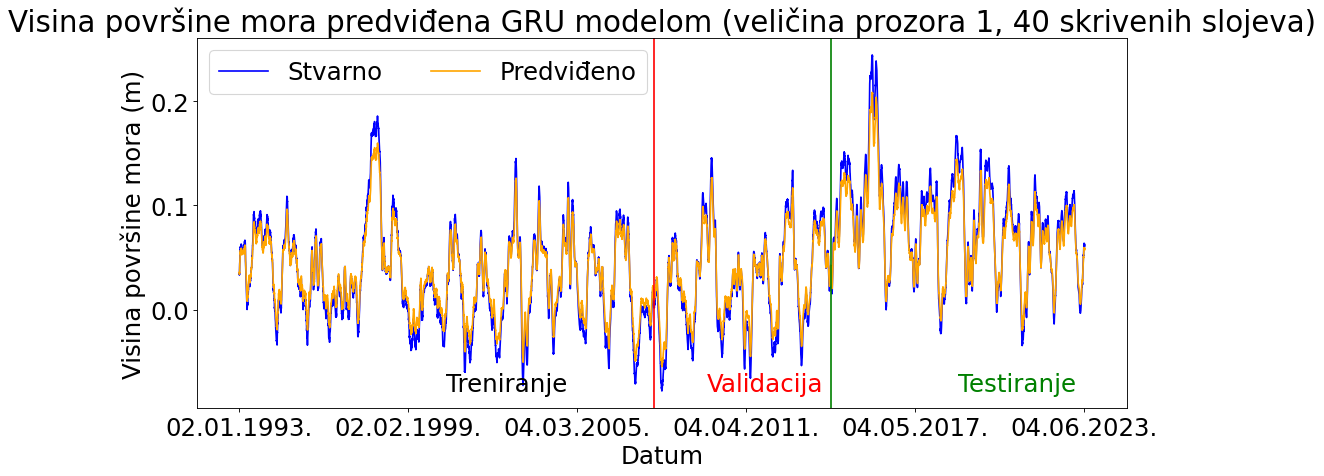 Visina površine mora predviđena GRU modelom (veličina prozora 1, 40 skrivenih slojeva)
Stvarno
Predviđeno
Visina površine mora (m)
0.2
0.1
0.0
Treniranje
Validacija
Testiranje
02.01.1993.
02.02.1999.
04.03.2005.
04.04.2011.
04.05.2017.
04.06.2023.
Datum